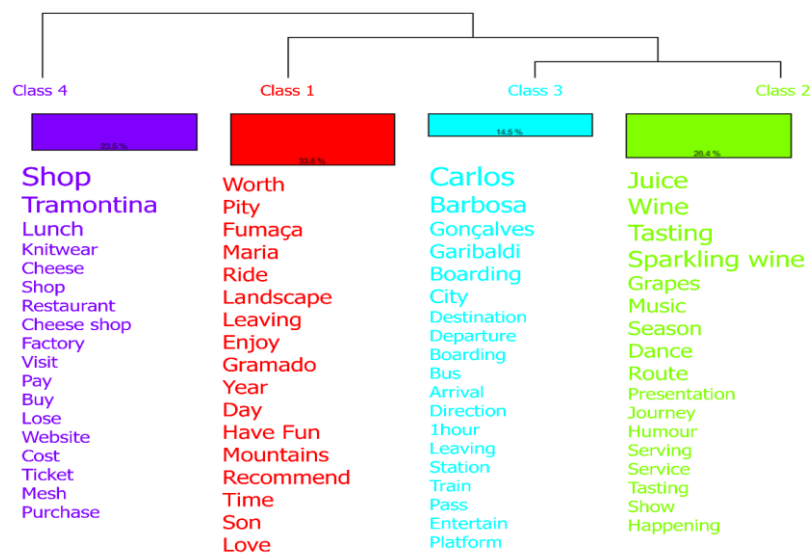 Class 4 Class 1 Class 3 Class 2
23.5 % 33.6 % 14.5 % 28.4 %
Shop
Tramontina
Lunch
Knitwear
Cheese
Shop
Restaurant
Cheese shop
Factory
Visit
Pay
Buy
Lose
Website
Cost
Ticket
Mesh
Purchase
Worth
Pity
Fumaça
Maria
Ride
Landscape
Leaving
Enjoy
Gramado
Year
Day
Have Fun
Mountains
Recommend
Time
Son
Love
Carlos
Barbosa
Gonçalves
Garibaldi
Boarding
City
Destination
Departure
Boarding
Bus
Arrival
Direction
1hour
Leaving
Station
Train
Pass
Entertain
Platform
Juice
Wine
Tasting
Sparkling wine
Grapes
Music
Season
Dance
Route
Presentation
Journey
Humour
Serving
Service
Tasting
Show
Happening